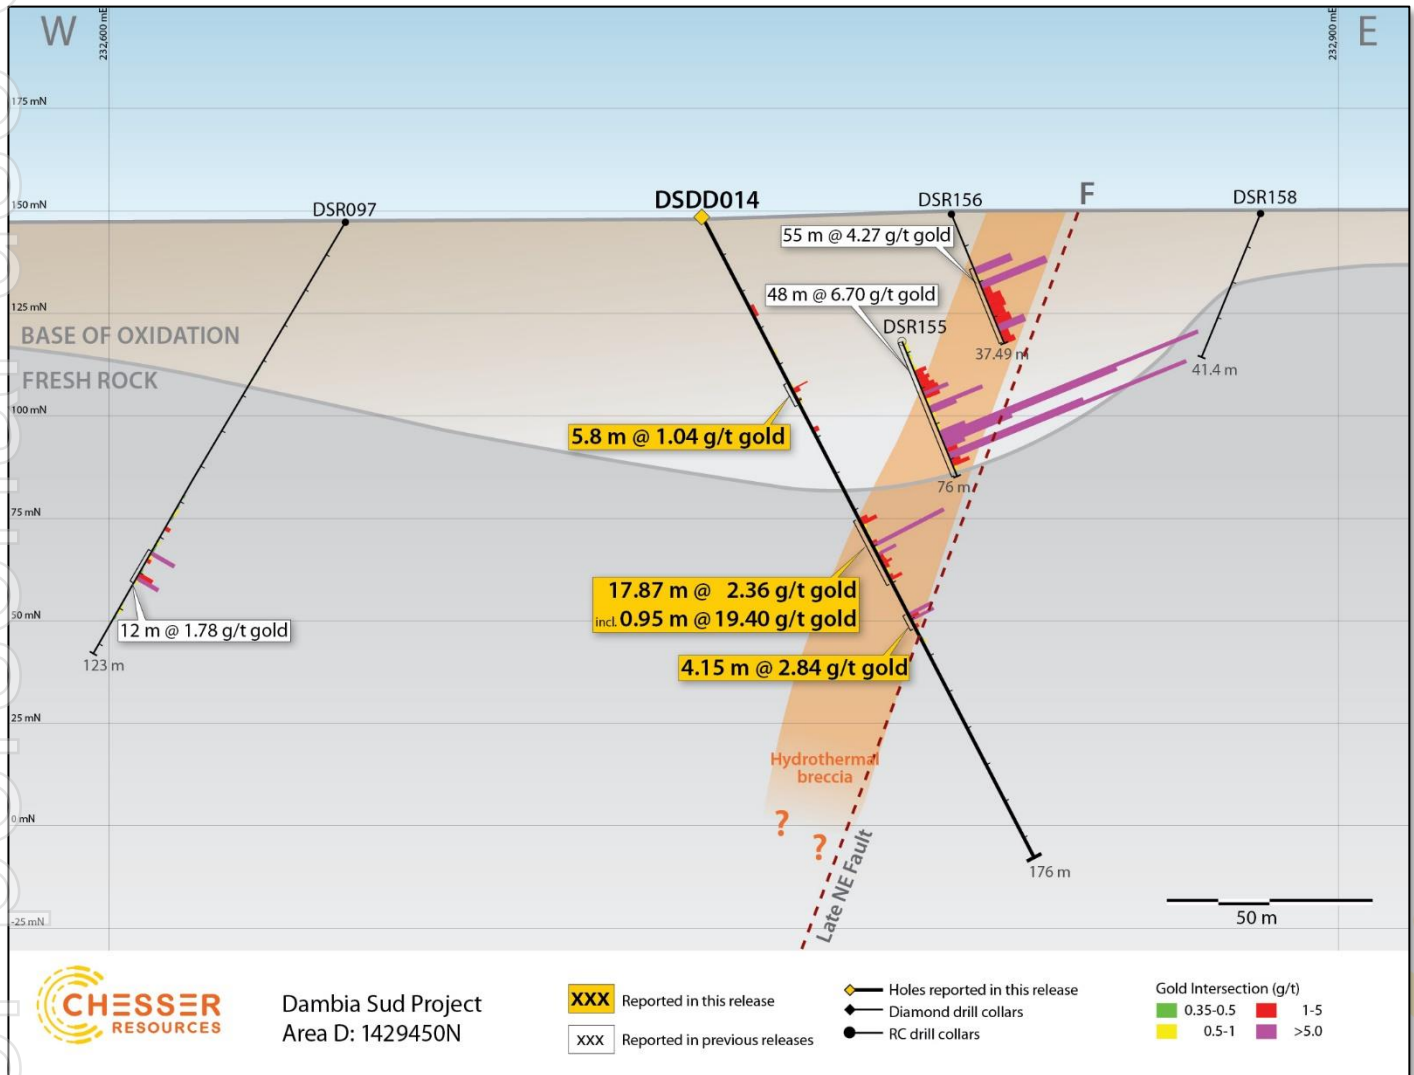 W
232,600 mE
232,900 mE
E
175 mN
150 mN
DSR097
DSDD014
DSR156
F
DSR158
55 m @ 4.27 g/t gold
48 m @ 6.70 g/t gold
125 mN
DSR155
BASE OF OXIDATION
37.49 m
FRESH ROCK
41.4 m
100 mN
5.8 m @ 1.04 g/t gold
76 m
75 mN
17.87 m @ 2.36 g/t gold
incl. 0.95 m @ 19.40 g/t gold
50 mN
12 m @ 1.78 g/t gold
123 m
4.15 m @ 2.84 g/t gold
25 mN
Hydrothermal
breccia
0 mN
?
?
Late NE Fault
176 m
-25 mN
50 m
CHESSER
RESOURCES
Dambia Sud Project
Area D: 1429450N
XXX Reported in this release
XXX Reported in previous releases
Holes reported in this release
Diamond drill collars
RC drill collars
Gold Intersection (g/t)
0.35-0.5 1-5
0.5-1 >5.0